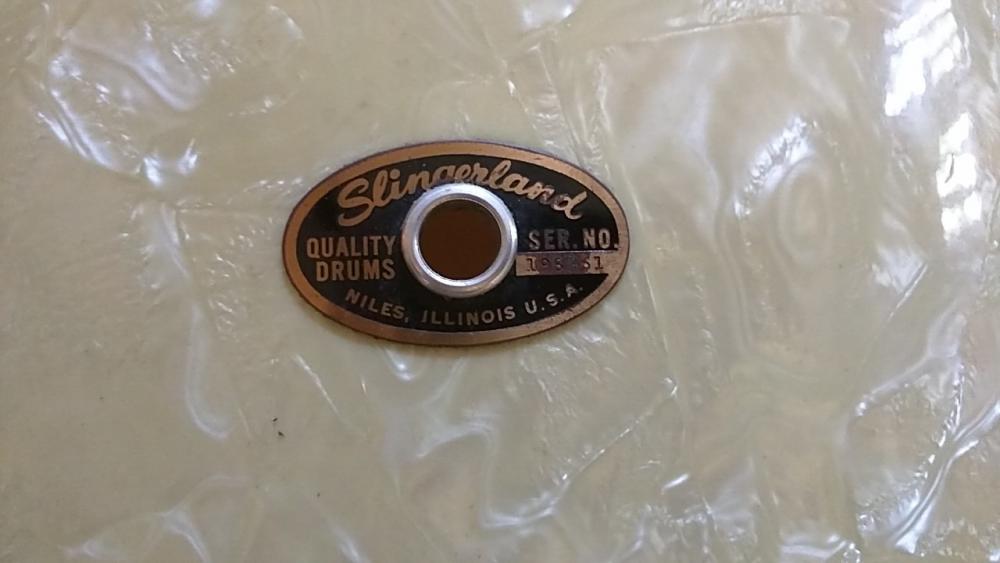 Slingerland
QUALITY
DRUMS
SER. NO.
NILES, ILLINOIS U.S.A.